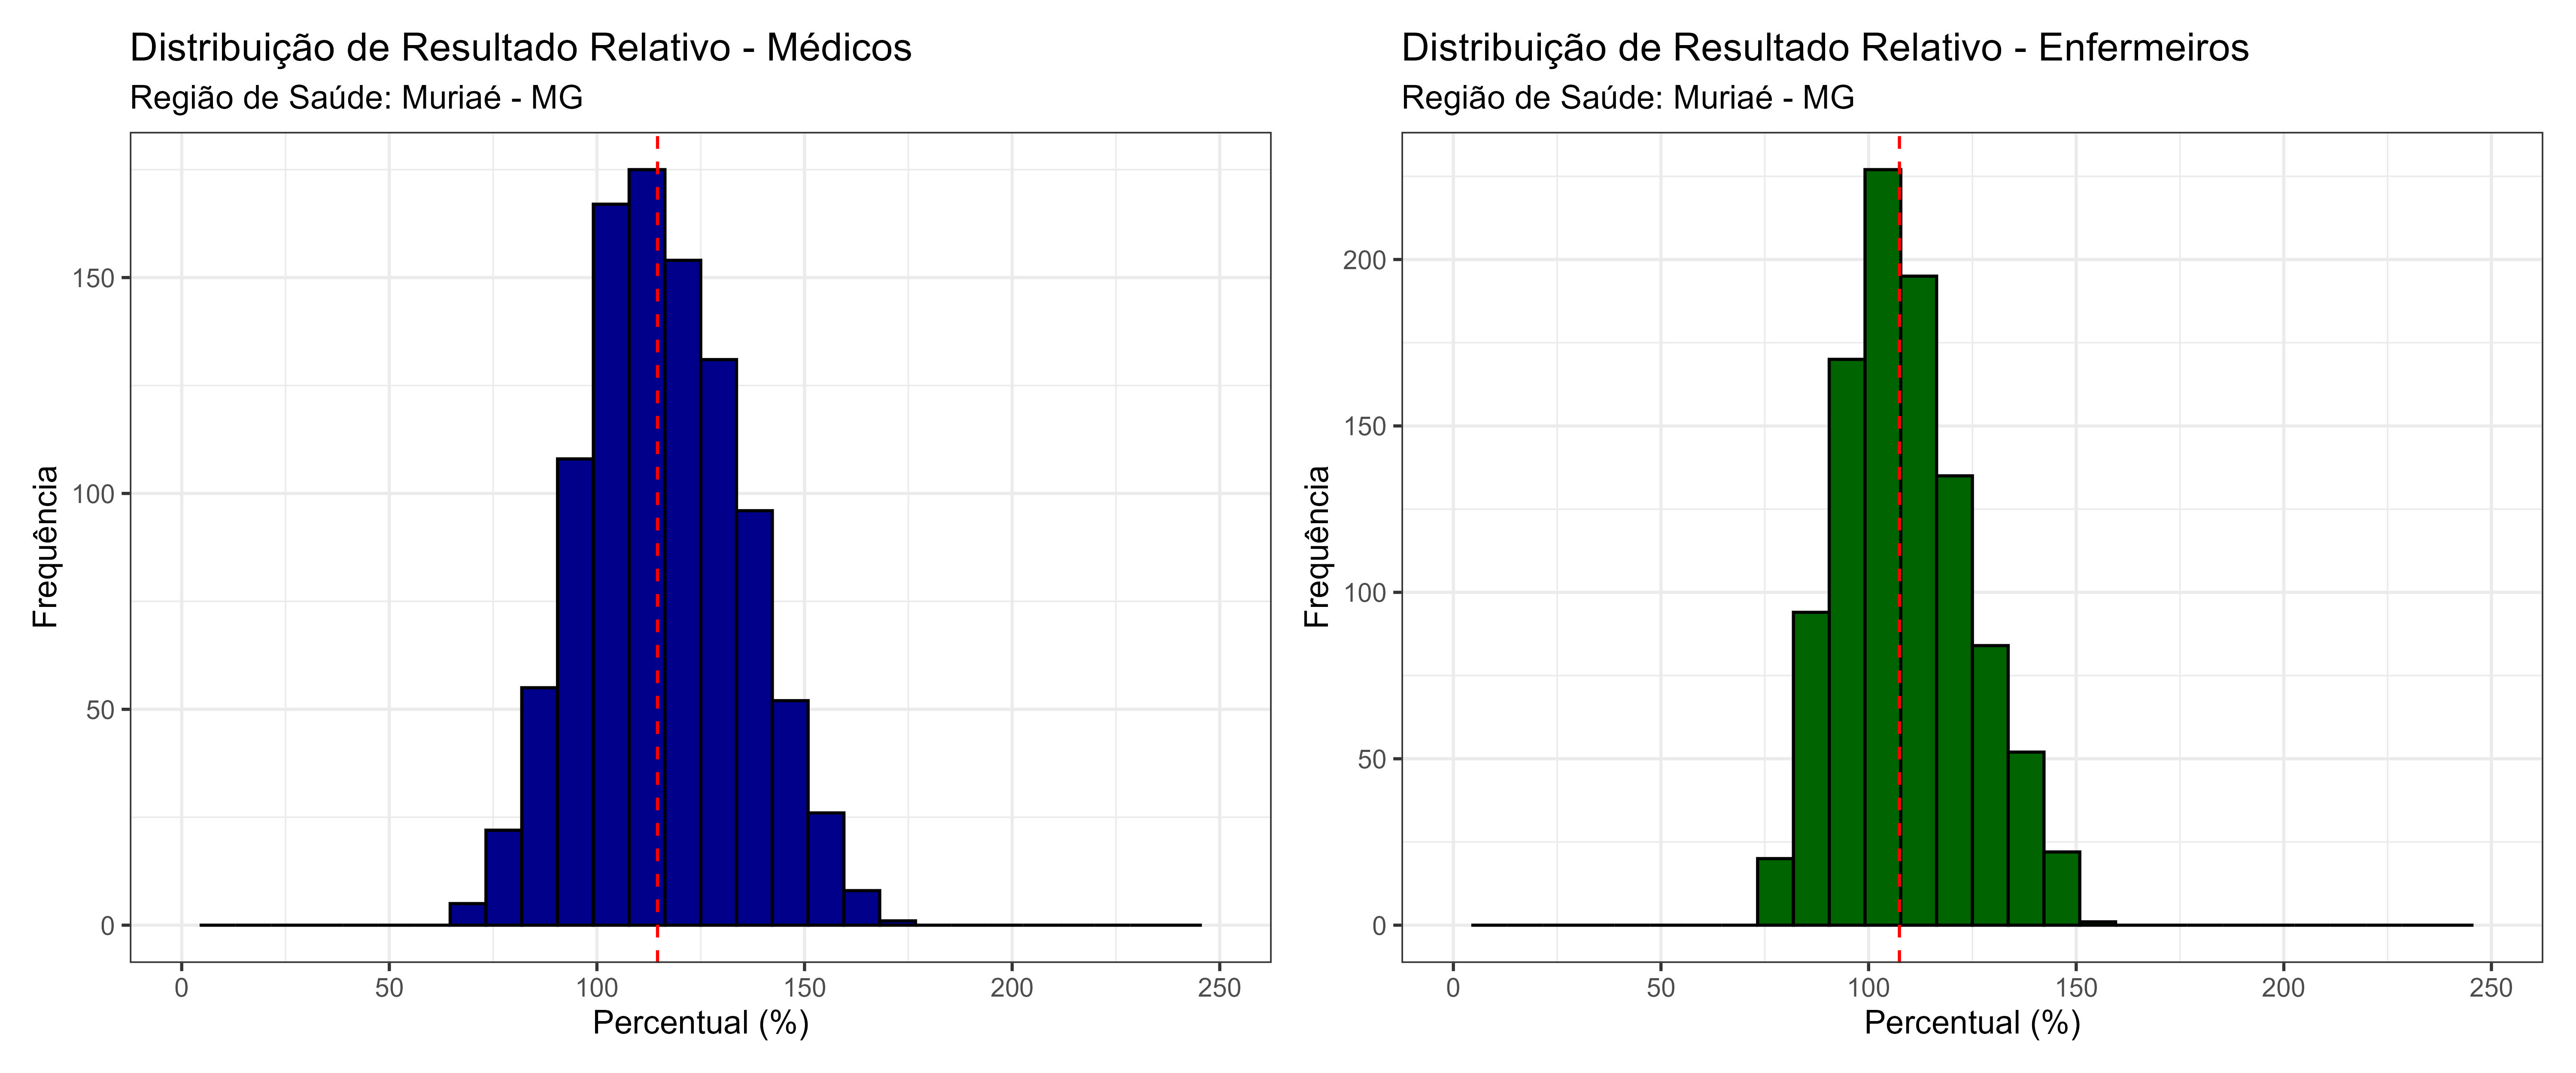 Distribuição de Resultado Relativo - Médicos
Região de Saúde: Muriaé - MG
Frequência
150
100
50
0
0 50 100 150 200 250
Percentual (%)
Distribuição de Resultado Relativo - Enfermeiros
Região de Saúde: Muriaé - MG
Frequência
200
150
100
50
0
0 50 100 150 200 250
Percentual (%)